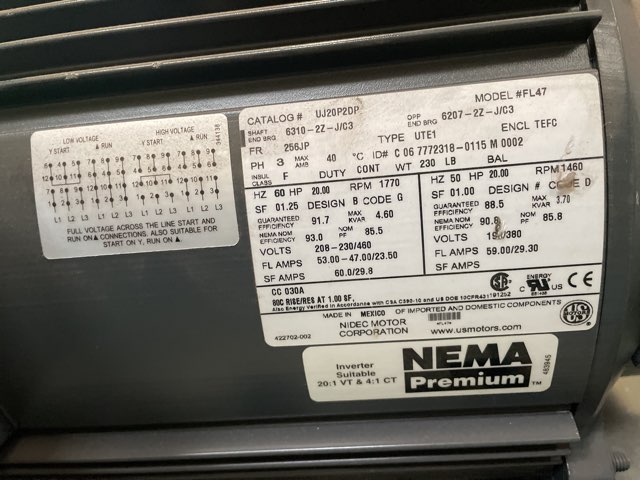 CATALOG # UJ20P2DP MODEL #FL47
SHAFT END BRG 6310-2Z-J/C3 OPP END BRG 6207-2Z-J/C3
FR 256JP TYPE UTE1 ENCL TEFC
PH 3 MAX AMB 40 °C ID# C 06 7772318-0115 M 0002
INSUL CLASS F DUTY CONT WT 230 LB BAL
HZ 60 HP 20.00 RPM 1770
SF 01.25 DESIGN B CODE G
GUARANTEED EFFICIENCY 91.7 MAX KVAR 4.60
NEMA NOM EFFICIENCY 93.0 NOM PF 85.5
VOLTS 208-230/460
FL AMPS 53.00-47.00/23.50
SF AMPS 60.0/29.8
HZ 50 HP 20.00 RPM 1460
SF 01.00 DESIGN # CODE D
GUARANTEED EFFICIENCY 88.5 MAX KVAR 3.70
NEMA NOM EFFICIENCY NOM PF 85.8
VOLTS
FL AMPS 59.00/29.30
SF AMPS
CC 030A
80C RISE/RES AT 1.00 SF.
MADE IN MEXICO OF IMPORTED AND DOMESTIC COMPONENTS
NIDEC MOTOR CORPORATION
www.usmotors.com
422702-002
LOW VOLTAGE HIGH VOLTAGE
Y START Δ RUN Y START Δ RUN
L1 L2 L3 L1 L2 L3 L1 L2 L3 L1 L2 L3
FULL VOLTAGE ACROSS THE LINE START AND
RUN ON Δ CONNECTIONS. ALSO SUITABLE FOR
START ON Y, RUN ON Δ.
344136
Inverter
Suitable
20:1 VT & 4:1 CT
NEMA
Premium™
483945